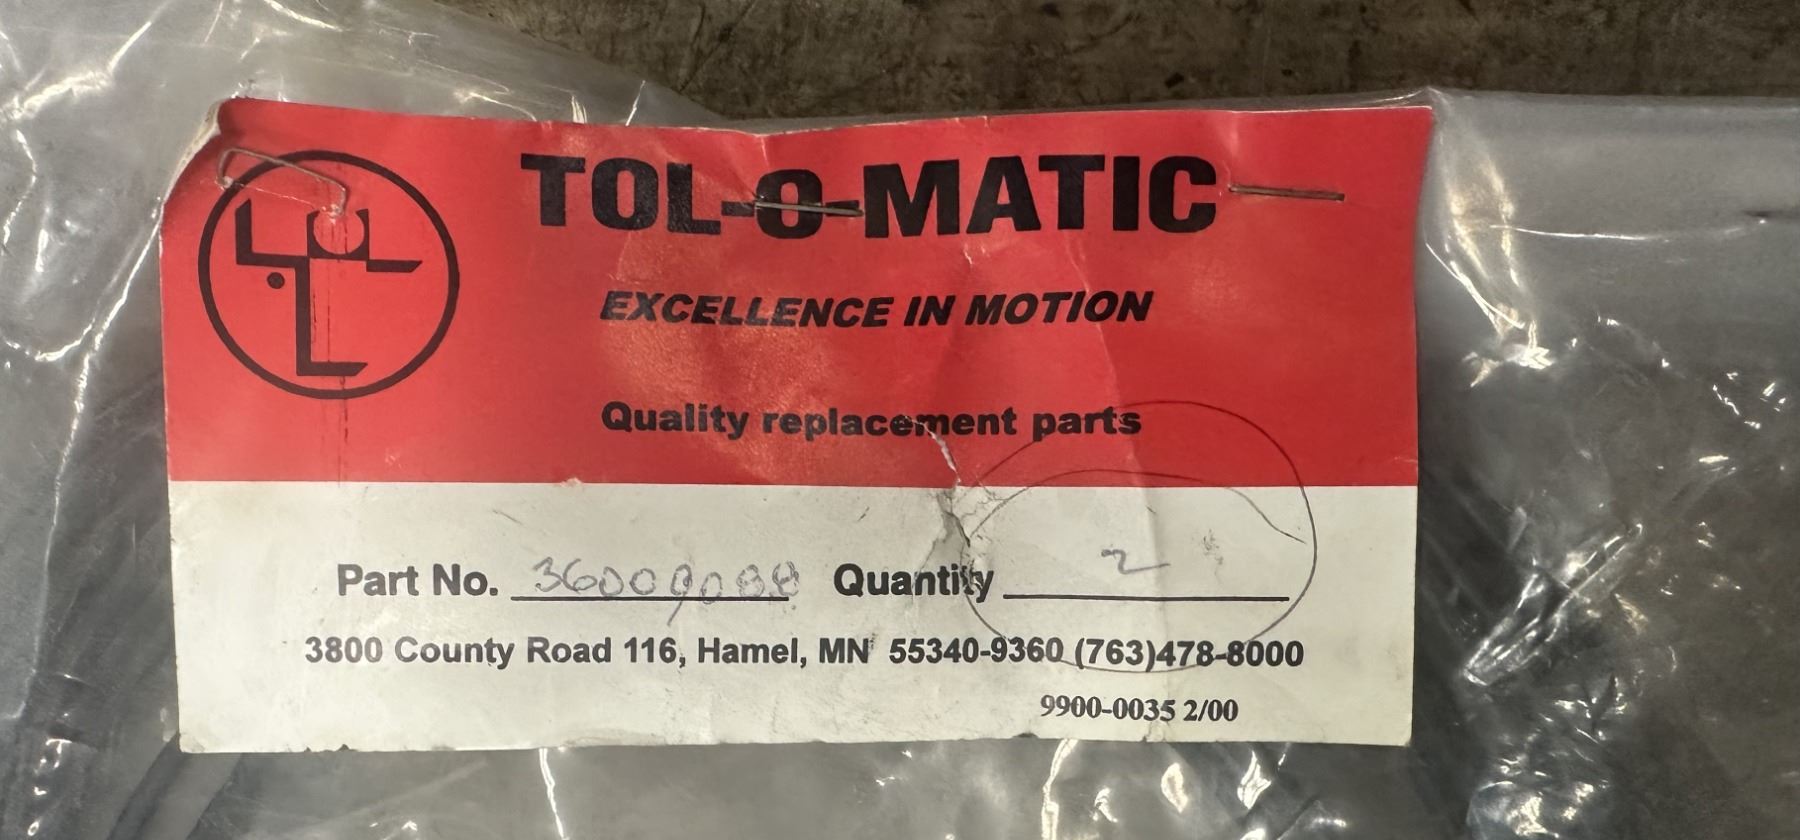 TOL-O-MATIC
EXCELLENCE IN MOTION
Quality replacement parts
Part No. 36009088 Quantity 2
3800 County Road 116, Hamel, MN 55340-9360 (763)478-8000
9900-0035 2/00